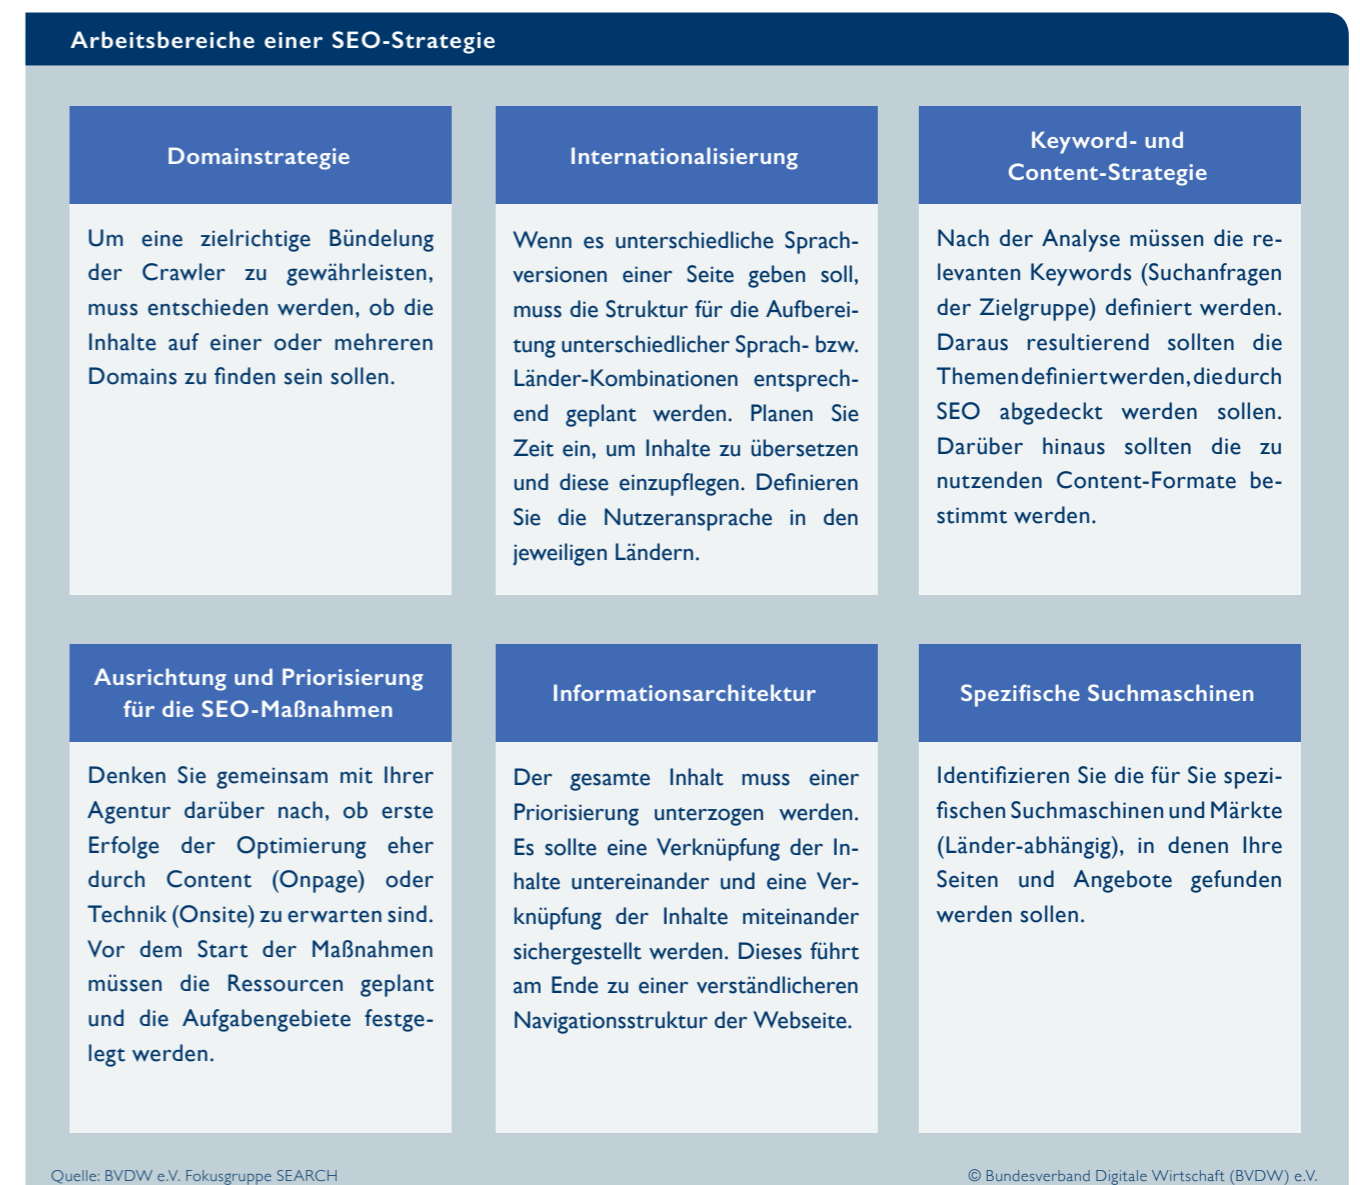 Arbeitsbereiche einer SEO-Strategie
Domainstrategie
Um eine zielrichtige Bündelung
der Crawler zu gewährleisten,
muss entschieden werden, ob die
Inhalte auf einer oder mehreren
Domains zu finden sein sollen.
Internationalisierung
Wenn es unterschiedliche Sprach-
versionen einer Seite geben soll,
muss die Struktur für die Aufberei-
tung unterschiedlicher Sprach- bzw.
Länder-Kombinationen entsprech-
end geplant werden. Planen Sie
Zeit ein, um Inhalte zu übersetzen
und diese einzupflegen. Definieren
Sie die Nutzeransprache in den
jeweiligen Ländern.
Keyword- und
Content-Strategie
Nach der Analyse müssen die re-
levanten Keywords (Suchanfragen
der Zielgruppe) definiert werden.
Daraus resultierend sollten die
Themen definiert werden, die durch
SEO abgedeckt werden sollen.
Darüber hinaus sollten die zu
nutzenden Content-Formate be-
stimmt werden.
Ausrichtung und Priorisierung
für die SEO-Maßnahmen
Denken Sie gemeinsam mit Ihrer
Agentur darüber nach, ob erste
Erfolge der Optimierung eher
durch Content (Onpage) oder
Technik (Onsite) zu erwarten sind.
Vor dem Start der Maßnahmen
müssen die Ressourcen geplant
und die Aufgabengebiete festge-
legt werden.
Informationsarchitektur
Der gesamte Inhalt muss einer
Priorisierung unterzogen werden.
Es sollte eine Verknüpfung der In-
halte untereinander und eine Ver-
knüpfung der Inhalte miteinander
sichergestellt werden. Dieses führt
am Ende zu einer verständlicheren
Navigationsstruktur der Webseite.
Spezifische Suchmaschinen
Identifizieren Sie die für Sie spezi-
fischen Suchmaschinen und Märkte
(Länder-abhängig), in denen Ihre
Seiten und Angebote gefunden
werden sollen.
Quelle: BVDW e.V. Fokusgruppe SEARCH
© Bundesverband Digitale Wirtschaft (BVDW) e.V.